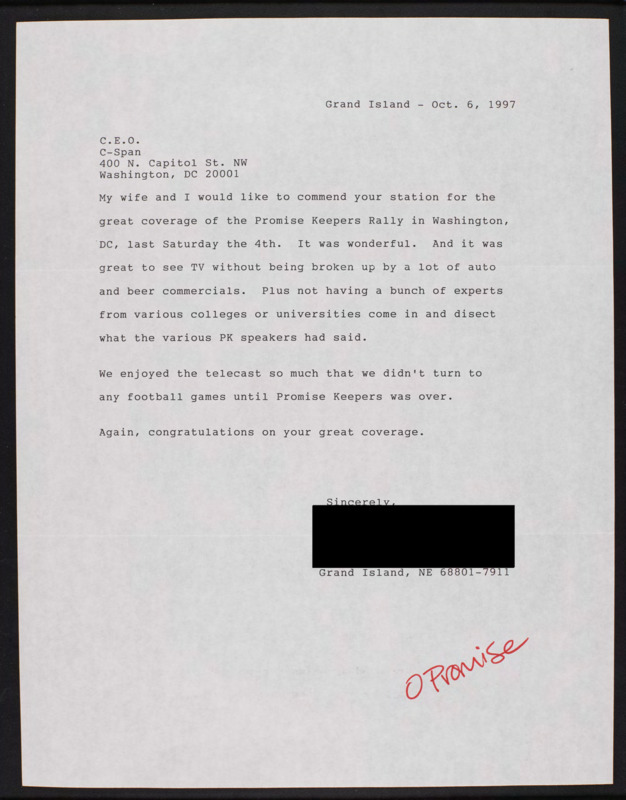 Grand Island - Oct. 6, 1997
C.E.O.
C-Span
400 N. Capitol St. NW
Washington, DC 20001
My wife and I would like to commend your station for the
great coverage of the Promise Keepers Rally in Washington,
DC, last Saturday the 4th.  It was wonderful.  And it was
great to see TV without being broken up by a lot of auto
and beer commercials.  Plus not having a bunch of experts
from various colleges or universities come in and disect
what the various PK speakers had said.
We enjoyed the telecast so much that we didn't turn to
any football games until Promise Keepers was over.
Again, congratulations on your great coverage.
Sincerely,
Grand Island, NE 68801-7911
O Promise